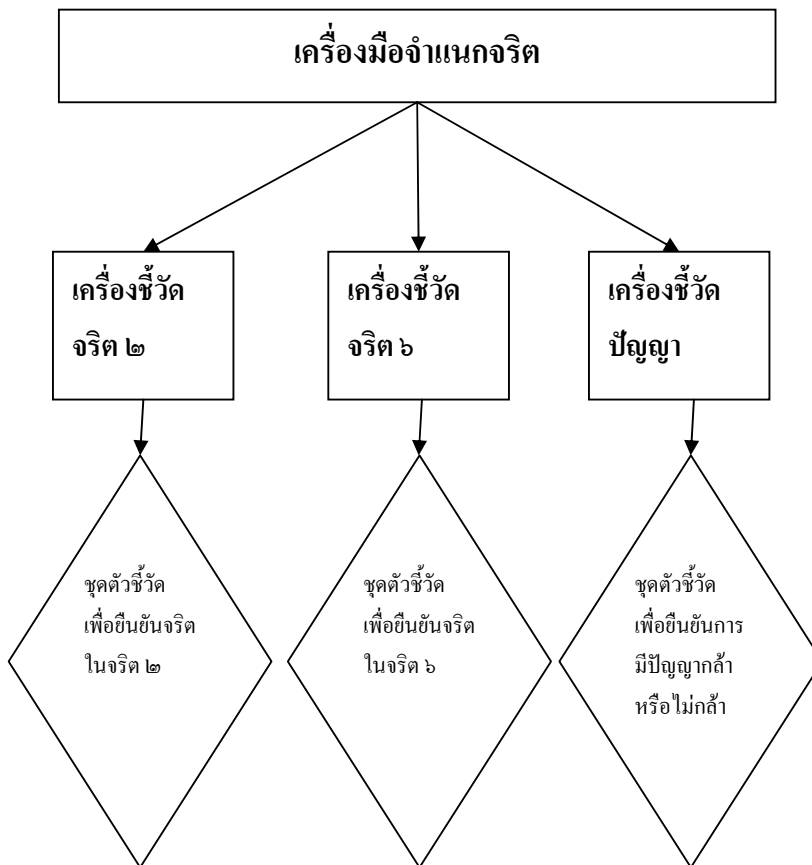 เครื่องมือจำแนกจริต
เครื่องชี้วัด
จริต ๒
เครื่องชี้วัด
จริต ๖
เครื่องชี้วัด
ปัญญา
ชุดตัวชี้วัด
เพื่อยืนยันจริต
ในจริต ๒
ชุดตัวชี้วัด
เพื่อยืนยันจริต
ในจริต ๖
ชุดตัวชี้วัด
เพื่อยืนยันการ
มีปัญญากล้า
หรือไม่กล้า